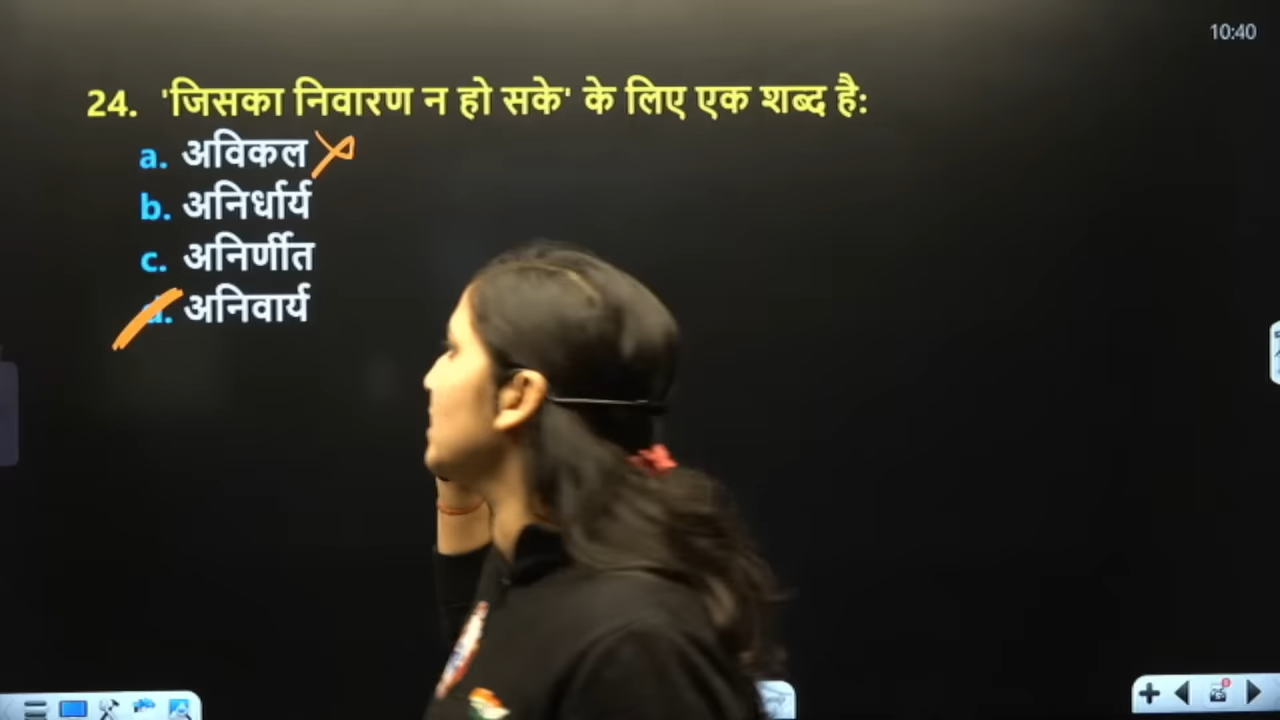 10:40
24. 'जिसका निवारण न हो सके' के लिए एक शब्द है:
a. अविकल
b. अनिर्धार्य
c. अनिर्णीत
d. अनिवार्य